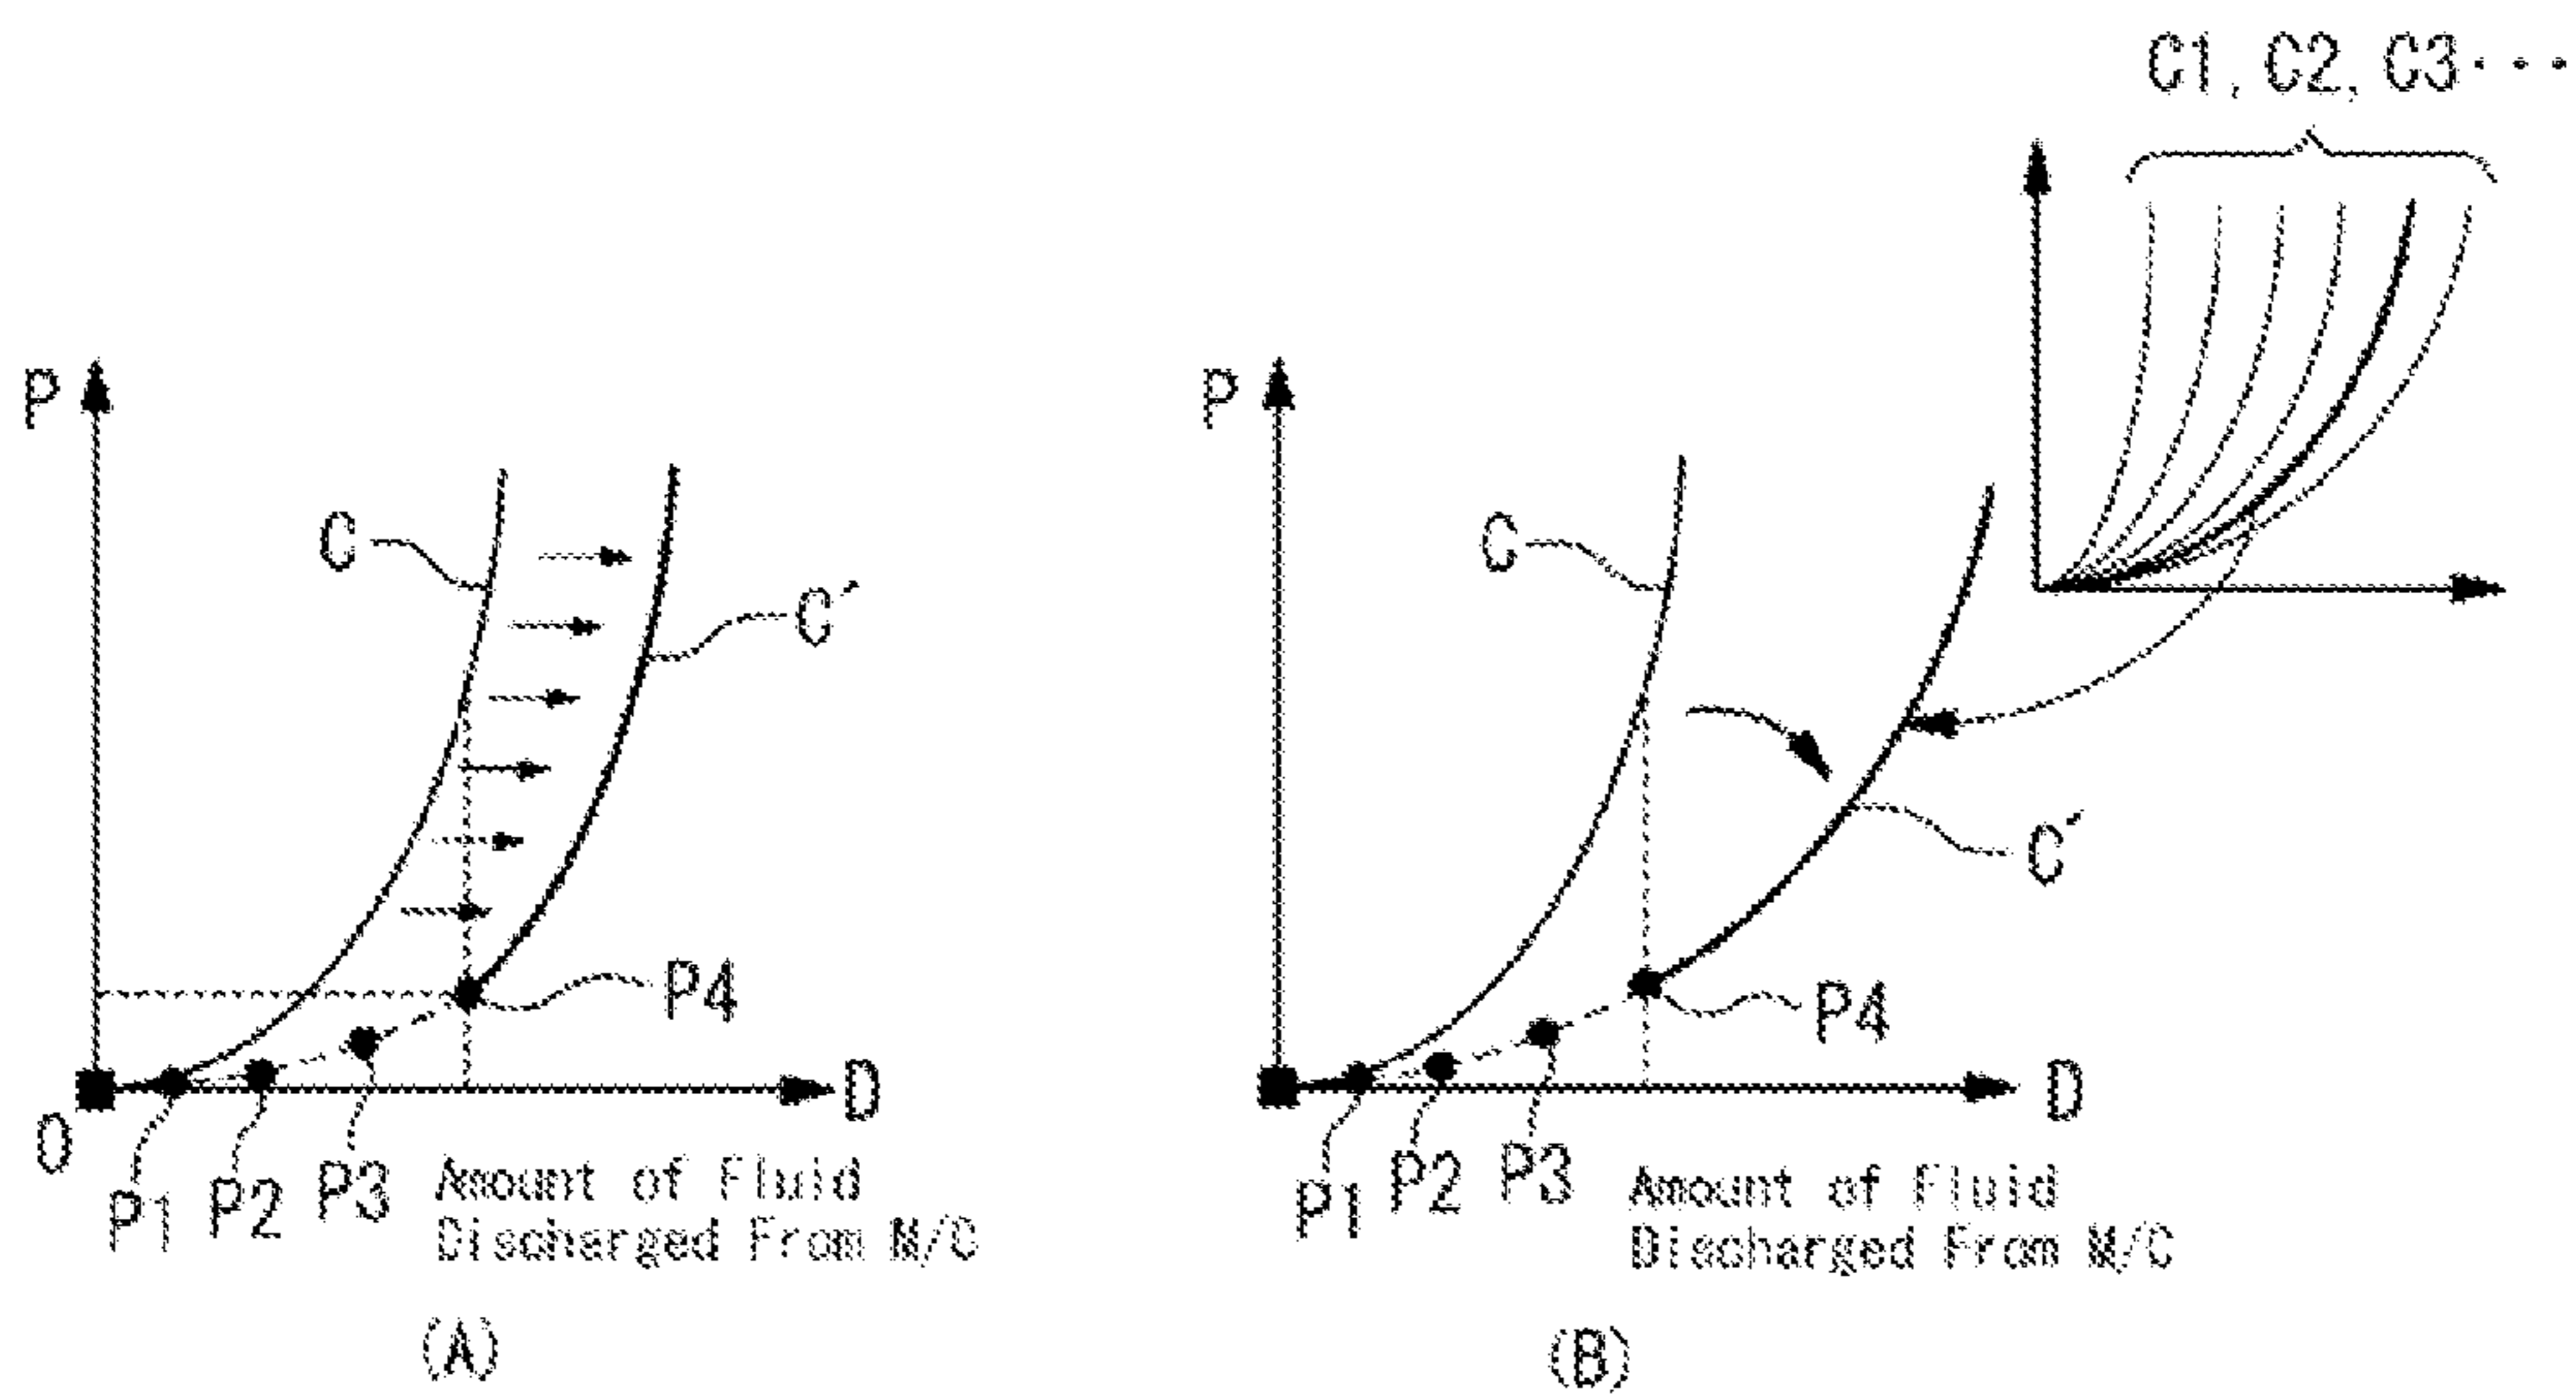 C1, C2, C3・・・
P
C
C´
P4
D
O
P1
P2
P3
Amount of Fluid
Discharged From M/C
(A)
P
C
C´
P4
D
P1
P2
P3
Amount of Fluid
Discharged From M/C
(B)